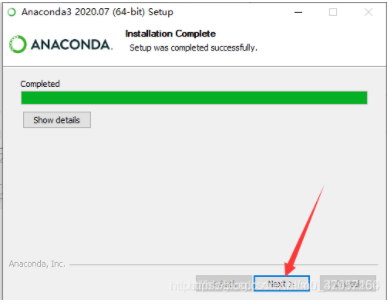 Anaconda3 2020.07 (64-bit) Setup
ANACONDA.
Installation Complete
Setup was completed successfully.
Completed
Show details
Anaconda, Inc.
Next >